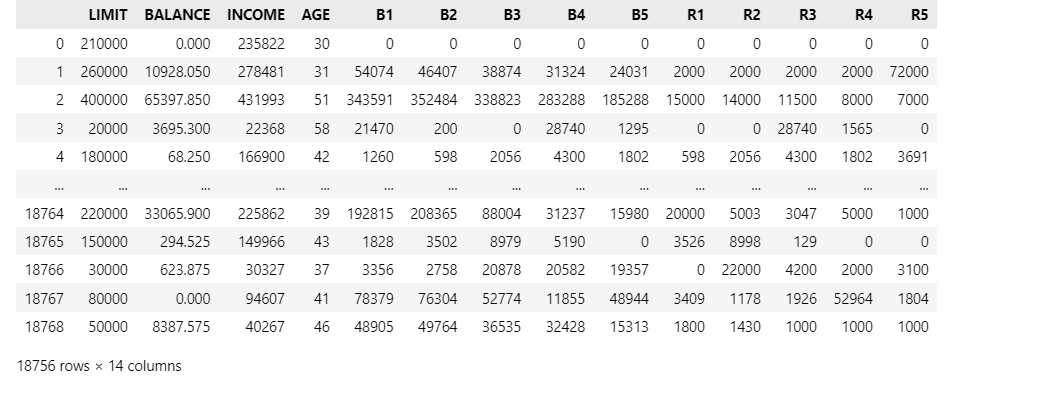 LIMIT BALANCE INCOME AGE B1 B2 B3 B4 B5 R1 R2 R3 R4 R5
0 210000 0.000 235822 30 0 0 0 0 0 0 0 0 0 0
1 260000 10928.050 278481 31 54074 46407 38874 31324 24031 2000 2000 2000 2000 72000
2 400000 65397.850 431993 51 343591 352484 338823 283288 185288 15000 14000 11500 8000 7000
3 20000 3695.300 22368 58 21470 200 0 28740 1295 0 0 28740 1565 0
4 180000 68.250 166900 42 1260 598 2056 4300 1802 598 2056 4300 1802 3691
... ... ... ... ... ... ... ... ... ... ... ... ... ... ...
18764 220000 33065.900 225862 39 192815 208365 88004 31237 15980 20000 5003 3047 5000 1000
18765 150000 294.525 149966 43 1828 3502 8979 5190 0 3526 8998 129 0 0
18766 30000 623.875 30327 37 3356 2758 20878 20582 19357 0 22000 4200 2000 3100
18767 80000 0.000 94607 41 78379 76304 52774 11855 48944 3409 1178 1926 52964 1804
18768 50000 8387.575 40267 46 48905 49764 36535 32428 15313 1800 1430 1000 1000 1000
18756 rows × 14 columns